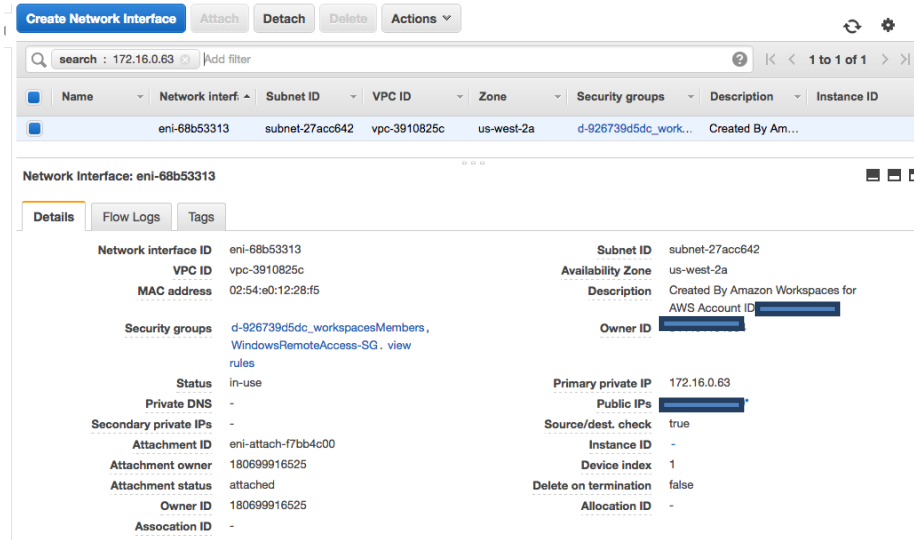 Create Network Interface Attach Detach Delete Actions
search : 172.16.0.63 Add filter 1 to 1 of 1
Name Network interf Subnet ID VPC ID Zone Security groups Description Instance ID
eni-68b53313 subnet-27acc642 vpc-3910825c us-west-2a d-926739d5dc_work... Created By Am...
Network Interface: eni-68b53313
Details Flow Logs Tags
Network interface ID eni-68b53313 Subnet ID subnet-27acc642
VPC ID vpc-3910825c Availability Zone us-west-2a
MAC address 02:54:e0:12:28:f5 Description Created By Amazon Workspaces for
AWS Account ID
Security groups d-926739d5dc_workspacesMembers, Owner ID
WindowsRemoteAccess-SG. view
rules
Status in-use Primary private IP 172.16.0.63
Private DNS - Public IPs *
Secondary private IPs - Source/dest. check true
Attachment ID eni-attach-f7bb4c00 Instance ID -
Attachment owner 180699916525 Device index 1
Attachment status attached Delete on termination false
Owner ID 180699916525 Allocation ID -
Assocation ID -